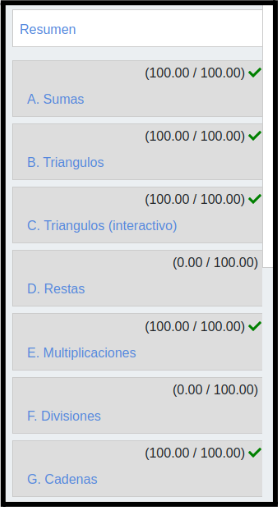 Resumen
(100.00 / 100.00)
A. Sumas
(100.00 / 100.00)
B. Triangulos
(100.00 / 100.00)
C. Triangulos (interactivo)
(0.00 / 100.00)
D. Restas
(100.00 / 100.00)
E. Multiplicaciones
(0.00 / 100.00)
F. Divisiones
(100.00 / 100.00)
G. Cadenas